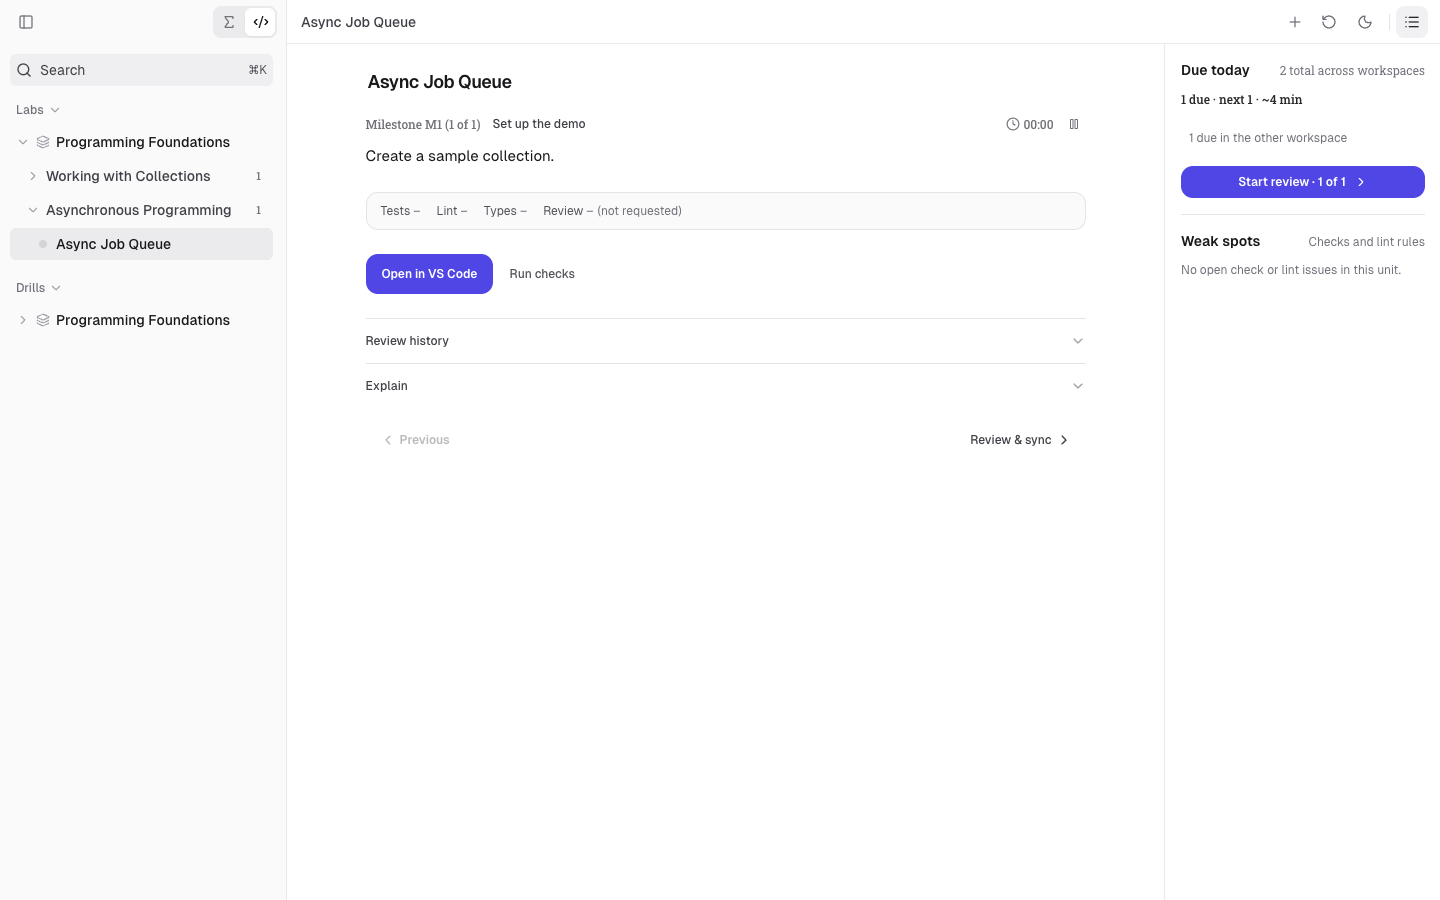 Search ⌘K
Labs
Programming Foundations
Working with Collections 1
Asynchronous Programming 1
Async Job Queue
Drills
Programming Foundations
Async Job Queue
Async Job Queue
Milestone M1 (1 of 1) Set up the demo 00:00
Create a sample collection.
Tests – Lint – Types – Review – (not requested)
Open in VS Code Run checks
Review history
Explain
Previous Review & sync
Due today 2 total across workspaces
1 due · next 1 · ~4 min
1 due in the other workspace
Start review · 1 of 1
Weak spots Checks and lint rules
No open check or lint issues in this unit.